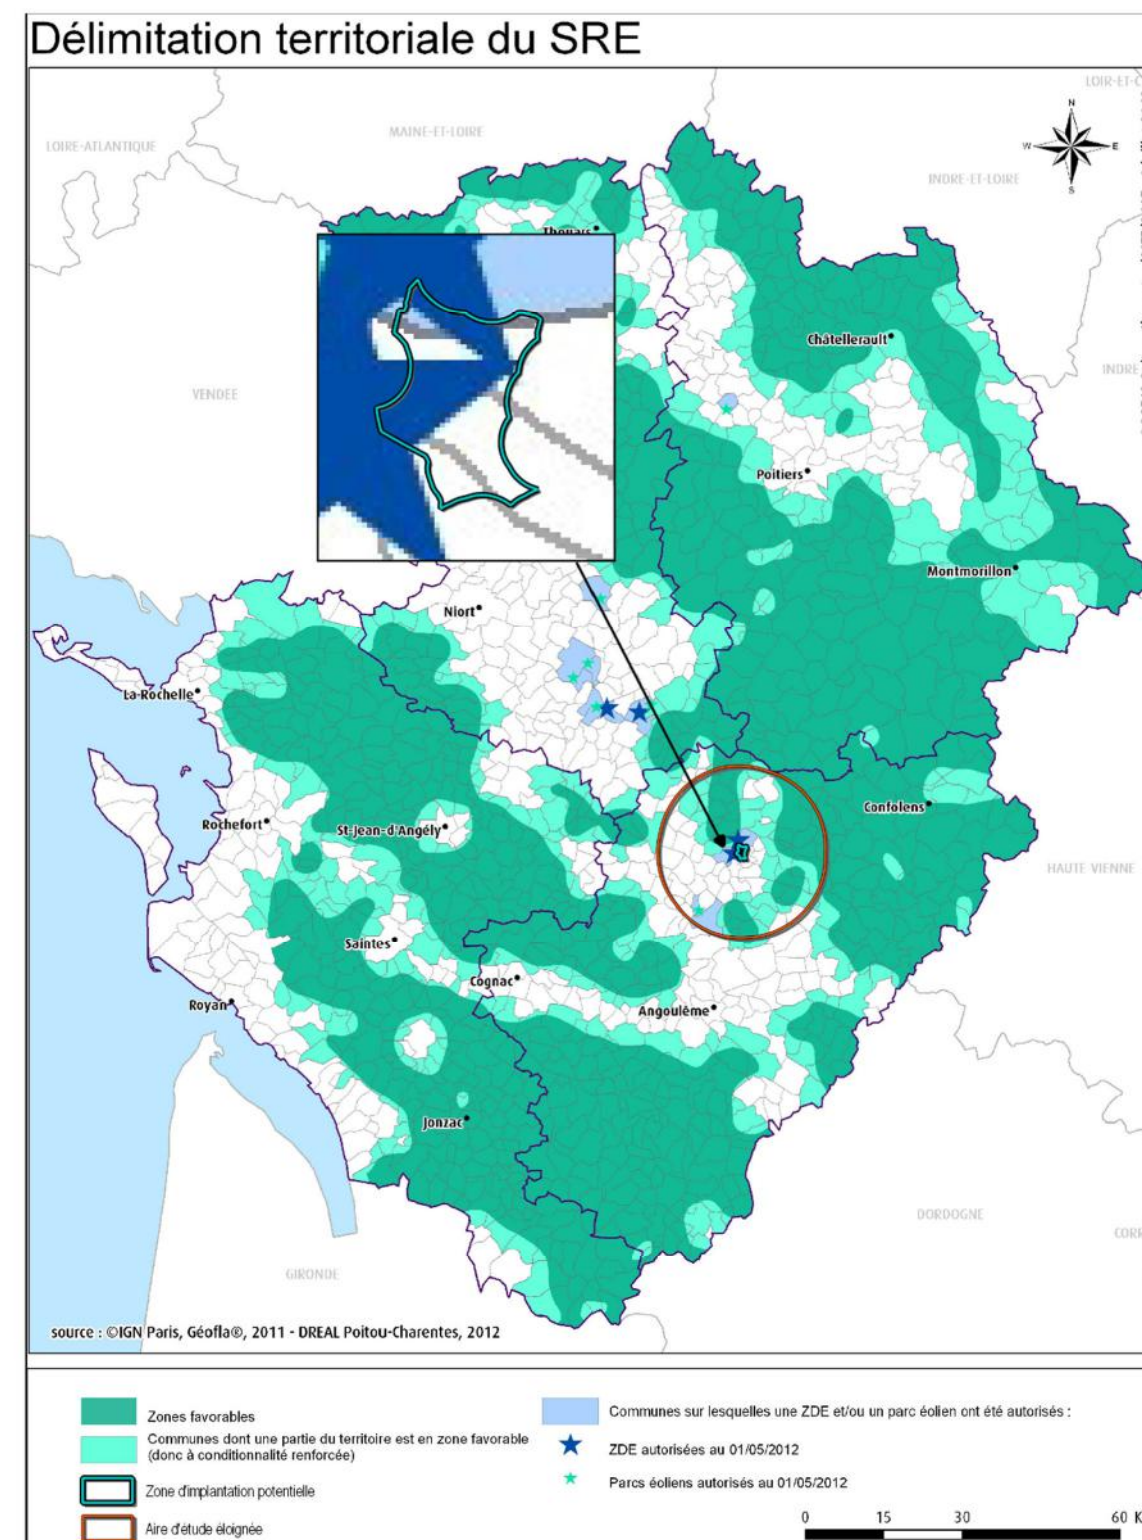 Délimitation territoriale du SRE
LOIR-ET-C
MAINE-ET-LOIRE
LOIRE-ATLANTIQUE
N
W
E
S
INDRE-ET-LOIRE
Thouars
Châtellerault
INDRE
VENDEE
Poitiers
Montmorillon
Niort
La-Rochelle
Confolens
Rochefort
St-Jean-d'Angély
HAUTE VIENNE
Saintes
Cognac
Royan
Angoulême
Jonzac
DORDOGNE
CORR
GIRONDE
source : ©IGN Paris, Géofla®, 2011 - DREAL Poitou-Charentes, 2012
Zones favorables
Communes dont une partie du territoire est en zone favorable
(donc à conditionnalité renforcée)
Zone d'implantation potentielle
Aire d'étude éloignée
Communes sur lesquelles une ZDE et/ou un parc éolien ont été autorisés :
ZDE autorisées au 01/05/2012
Parcs éoliens autorisés au 01/05/2012
0 15 30 60 K